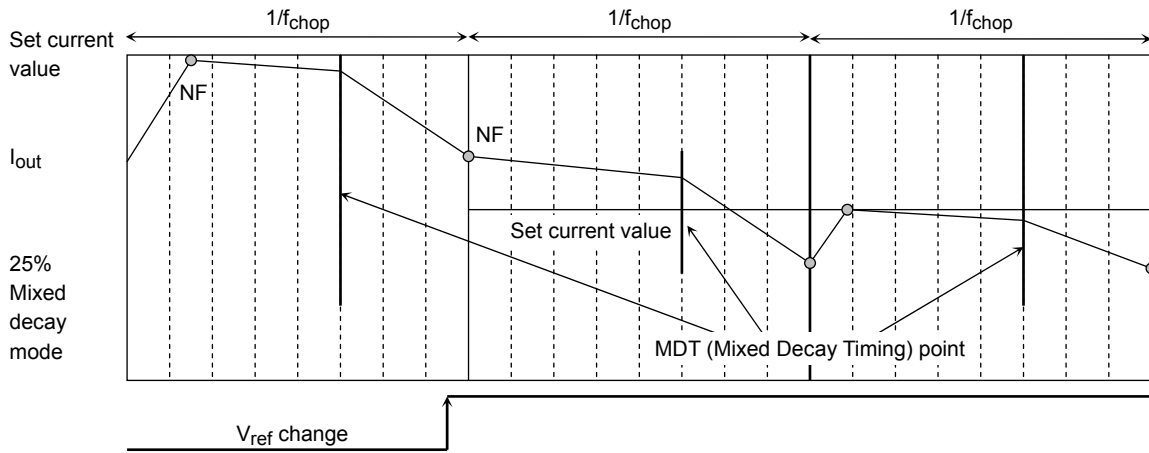 1/fchop
1/fchop
1/fchop
Set current
value
NF
Iout
NF
Set current value
25%
Mixed
decay
mode
MDT (Mixed Decay Timing) point
Vref change